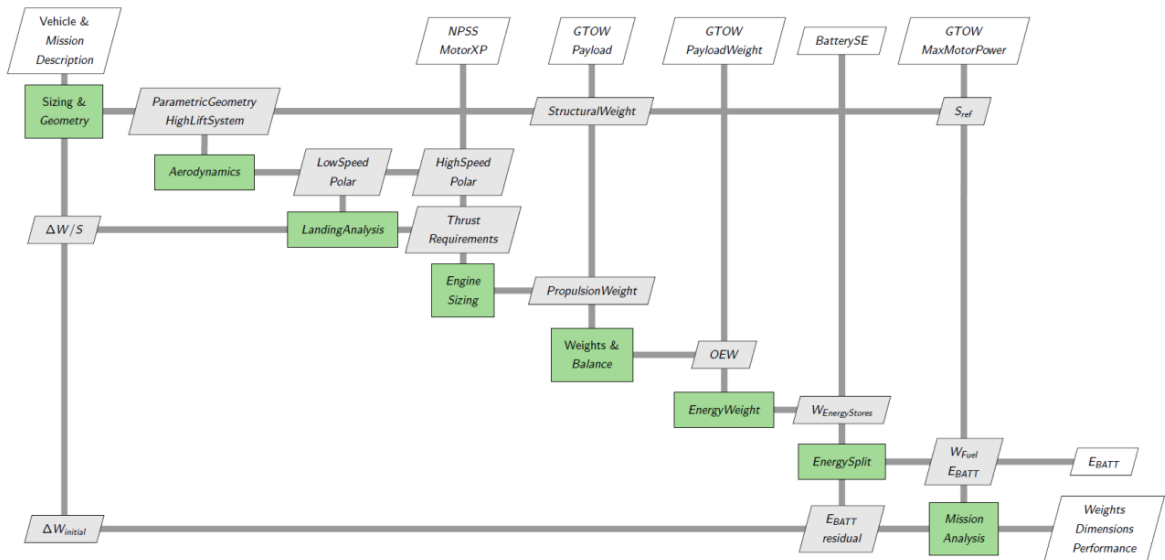 Vehicle &
Mission
Description
NPSS
MotorXP
GTOW
Payload
GTOW
PayloadWeight
BatterySE
GTOW
MaxMotorPower
Sizing &
Geometry
ParametricGeometry
HighLiftSystem
StructuralWeight
S_ref
Aerodynamics
LowSpeed
Polar
HighSpeed
Polar
ΔW/S
LandingAnalysis
Thrust
Requirements
Engine
Sizing
PropulsionWeight
Weights &
Balance
OEW
EnergyWeight
W_EnergyStores
EnergySplit
W_Fuel
E_BATT
E_BATT
ΔW_initial
E_BATT
residual
Mission
Analysis
Weights
Dimensions
Performance